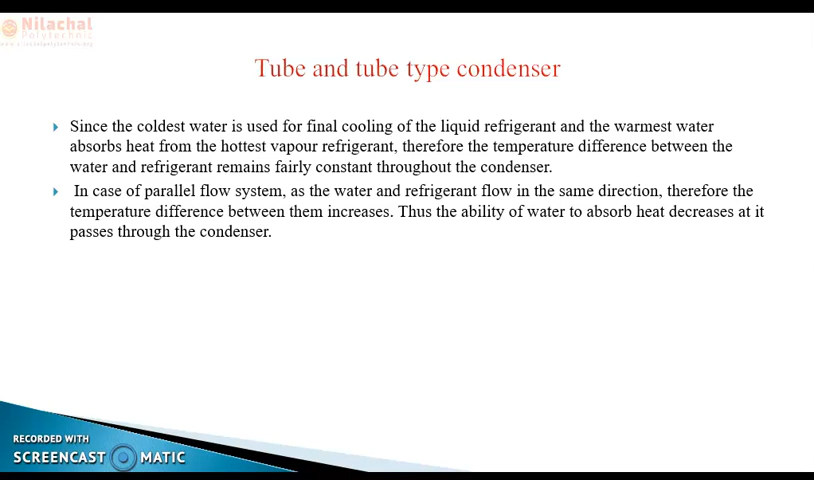 Nilachal
Polytechnic
Tube and tube type condenser
Since the coldest water is used for final cooling of the liquid refrigerant and the warmest water
absorbs heat from the hottest vapour refrigerant, therefore the temperature difference between the
water and refrigerant remains fairly constant throughout the condenser.
In case of parallel flow system, as the water and refrigerant flow in the same direction, therefore the
temperature difference between them increases. Thus the ability of water to absorb heat decreases at it
passes through the condenser.
RECORDED WITH
SCREENCAST MATIC